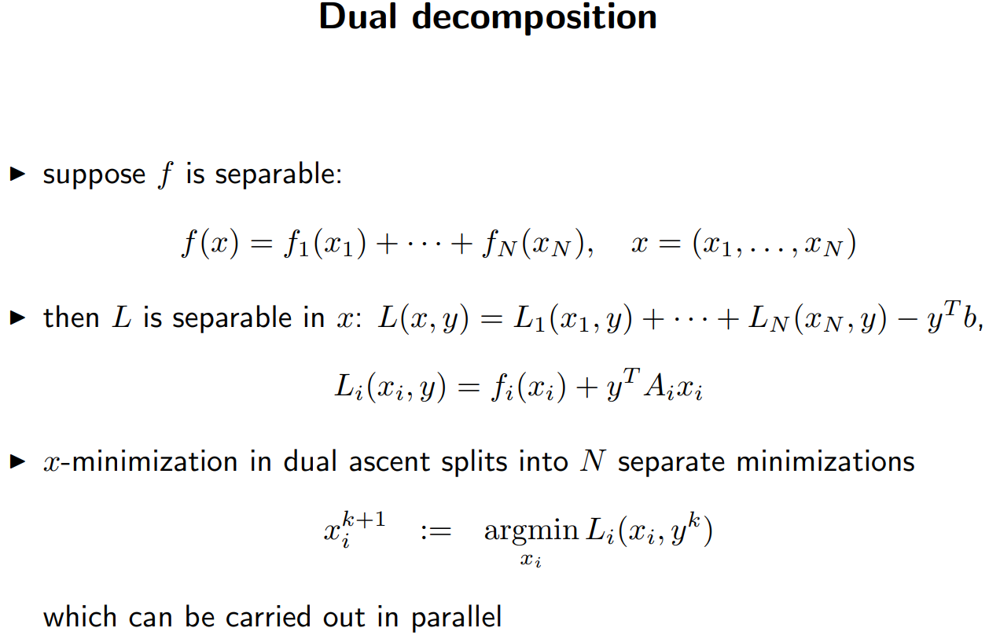 Dual decomposition
▶ suppose $f$ is separable:
$f(x) = f_1(x_1) + \cdots + f_N(x_N), \quad x = (x_1, \ldots, x_N)$
▶ then $L$ is separable in $x$: $L(x, y) = L_1(x_1, y) + \cdots + L_N(x_N, y) - y^T b$,
$L_i(x_i, y) = f_i(x_i) + y^T A_i x_i$
▶ $x$-minimization in dual ascent splits into $N$ separate minimizations
$x_i^{k+1} := \underset{x_i}{\operatorname{argmin}} L_i(x_i, y^k)$
which can be carried out in parallel